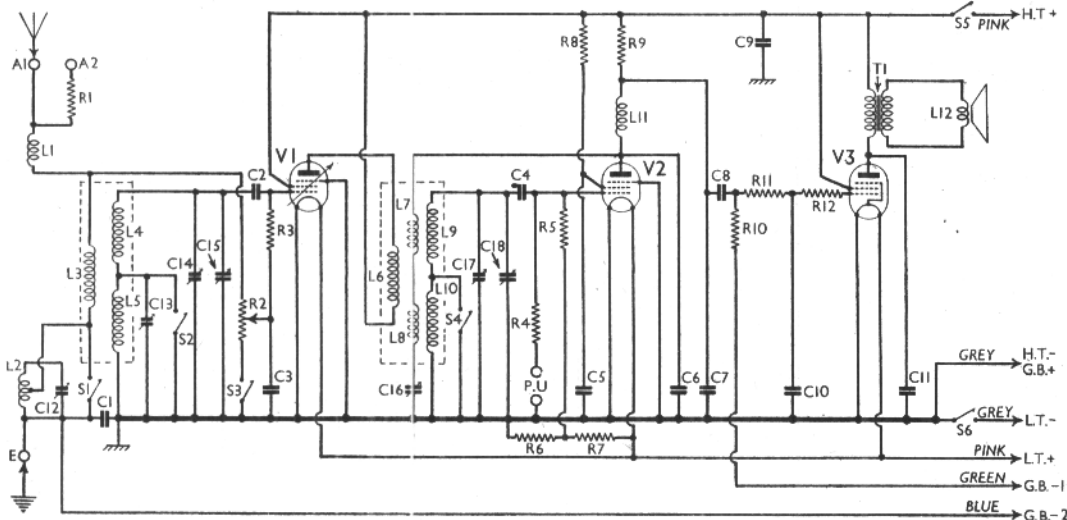 H.T+
S5
PINK
R8
R9
C9
A1
A2
R1
T1
L12
L1
L11
V1
V2
V3
C2
C4
C8
R11
R12
R3
R5
R10
L4
L7
L9
C15
C14
L3
L6
C18
C17
L5
C13
R2
L10
S2
S4
R4
L8
L2
S1
S3
C3
C16
P.U
C5
C6
C7
C10
C11
C12
C1
GREY
H.T.-
G.B.+
GREY
L.T.-
S6
R6
R7
E
PINK
L.T.+
GREEN
G.B.-1
BLUE
G.B.-2